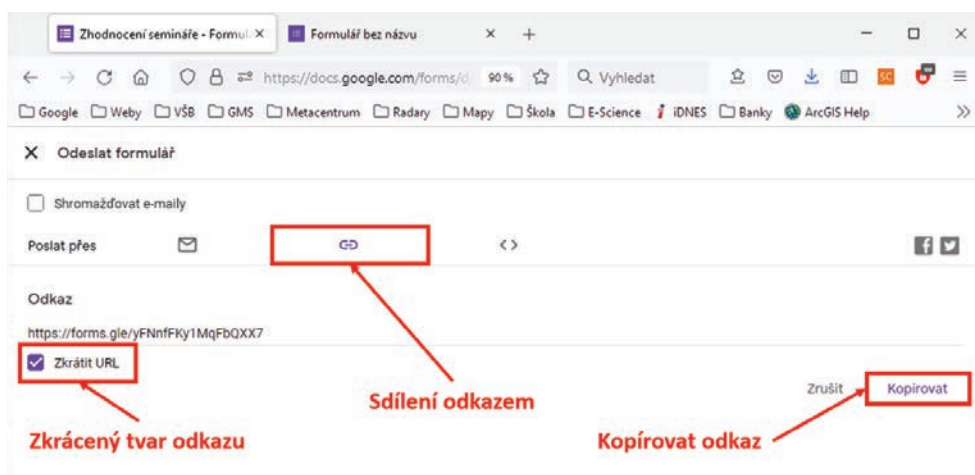 Zhodnocení semináře - Formul
Formulář bez názvu
https://docs.google.com/forms/d
90 %
Vyhledat
SC
Google Weby VŠB GMS Metacentrum Radary Mapy Škola E-Science iDNES Banky ArcGIS Help
Odeslat formulář
Shromažďovat e-maily
Poslat přes
Odkaz
https://forms.gle/yFNnfFKy1MqFbQXX7
Zkrátit URL
Zrušit Kopírovat
Sdílení odkazem
Zkrácený tvar odkazu Kopírovat odkaz